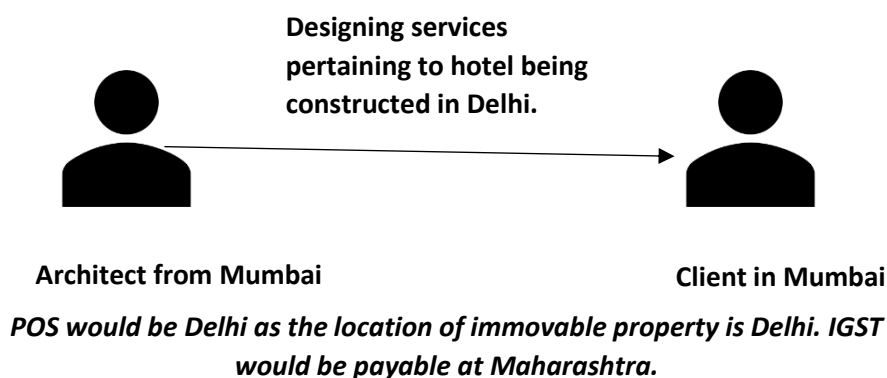 Designing services
pertaining to hotel being
constructed in Delhi.
Architect from Mumbai
Client in Mumbai
POS would be Delhi as the location of immovable property is Delhi. IGST
would be payable at Maharashtra.